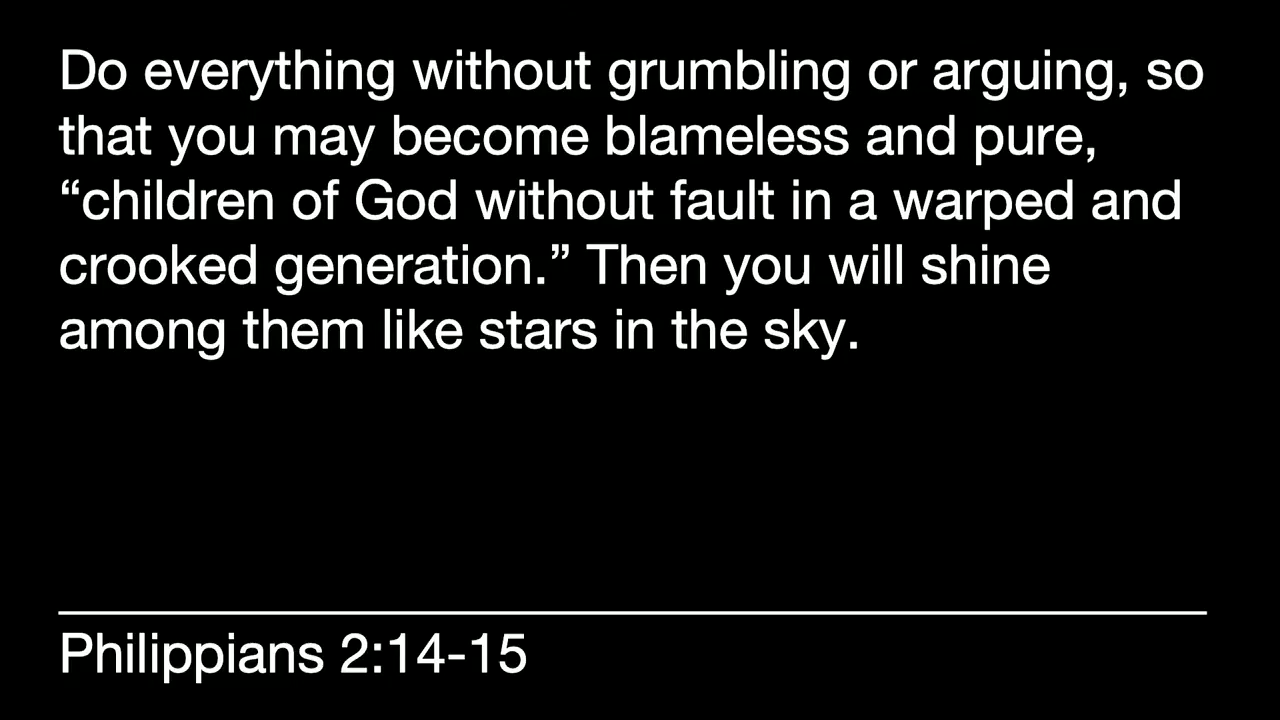 Do everything without grumbling or arguing, so
that you may become blameless and pure,
“children of God without fault in a warped and
crooked generation.” Then you will shine
among them like stars in the sky.
Philippians 2:14-15